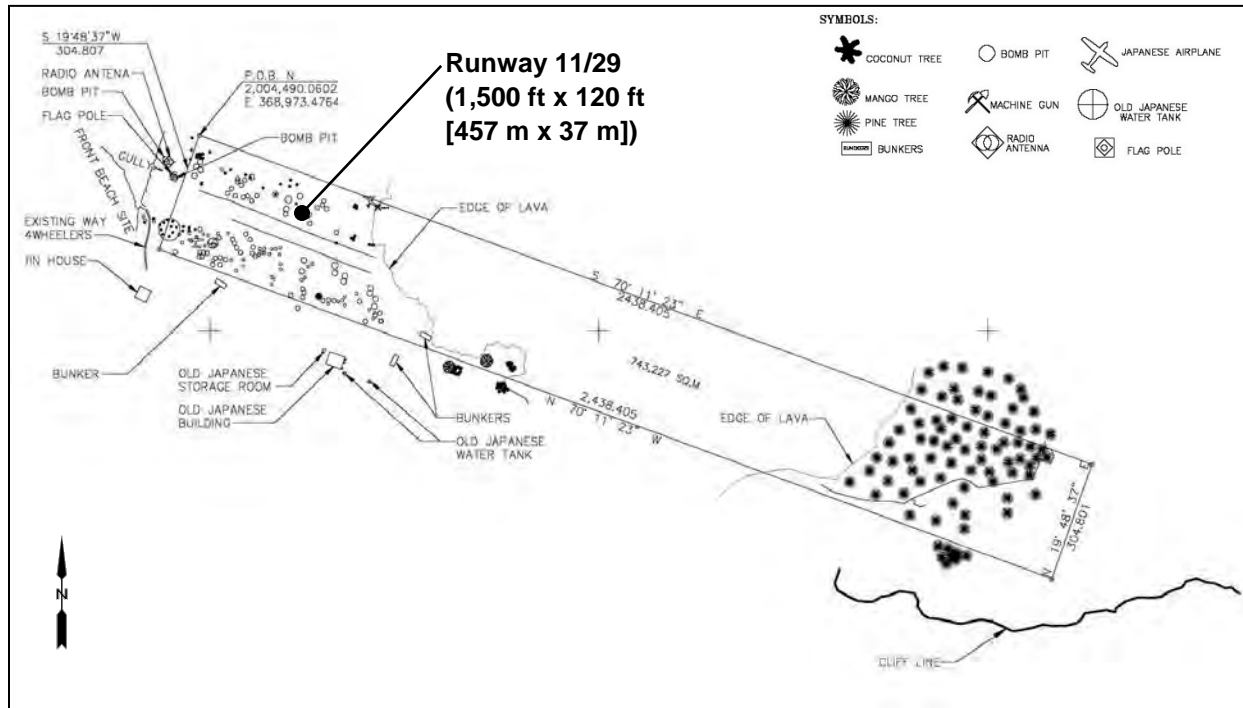 SYMBOLS:
COCONUT TREE
BOMB PIT
JAPANESE AIRPLANE
MANGO TREE
MACHINE GUN
OLD JAPANESE
WATER TANK
PINE TREE
RADIO
ANTENNA
FLAG POLE
BUNKERS
BUNKERS
S 19°48'37"W
304.807
RADIO ANTENA
BOMB PIT
FLAG POLE
P.O.B. N
2,004,490.0602
E 368,973.4764
BOMB PIT
Runway 11/29
(1,500 ft x 120 ft
[457 m x 37 m])
GULLY
FRONT BEACH SITE
EXISTING WAY
4WHEELERS
TIN HOUSE
EDGE OF LAVA
S 70° 11' 23" E
2438.405
743,227 SQ.M
BUNKER
OLD JAPANESE
STORAGE ROOM
OLD JAPANESE
BUILDING
BUNKERS
OLD JAPANESE
WATER TANK
2,438.405
N 70° 11' 23" W
EDGE OF LAVA
N 19° 48' 37" E
304.801
N
CLIFF LINE